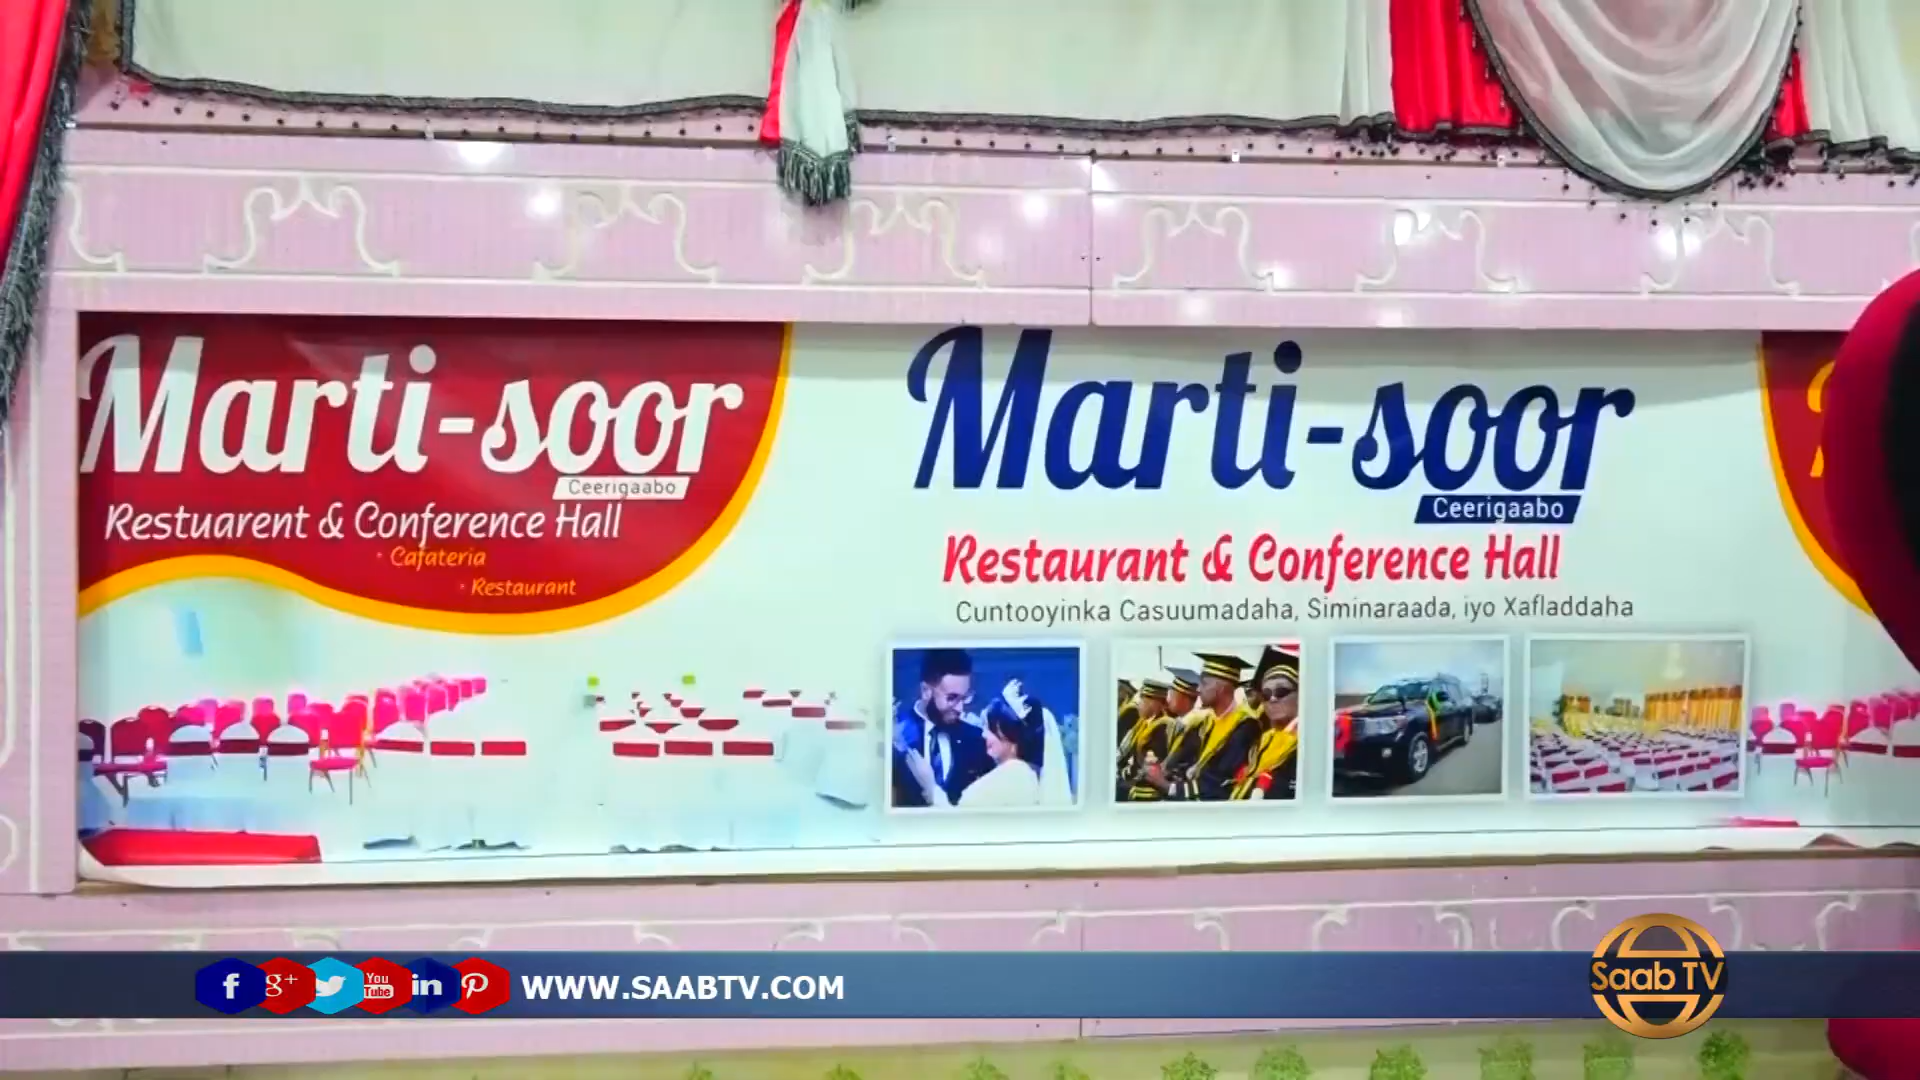 Marti-soor
Ceerigaabo
Restuarent & Conference Hall
• Cafateria
• Restaurant
Marti-soor
Ceerigaabo
Restaurant & Conference Hall
Cuntooyinka Casuumadaha, Siminaraada, iyo Xafladdaha
f g+ You Tube in
WWW.SAABTV.COM
Saab TV